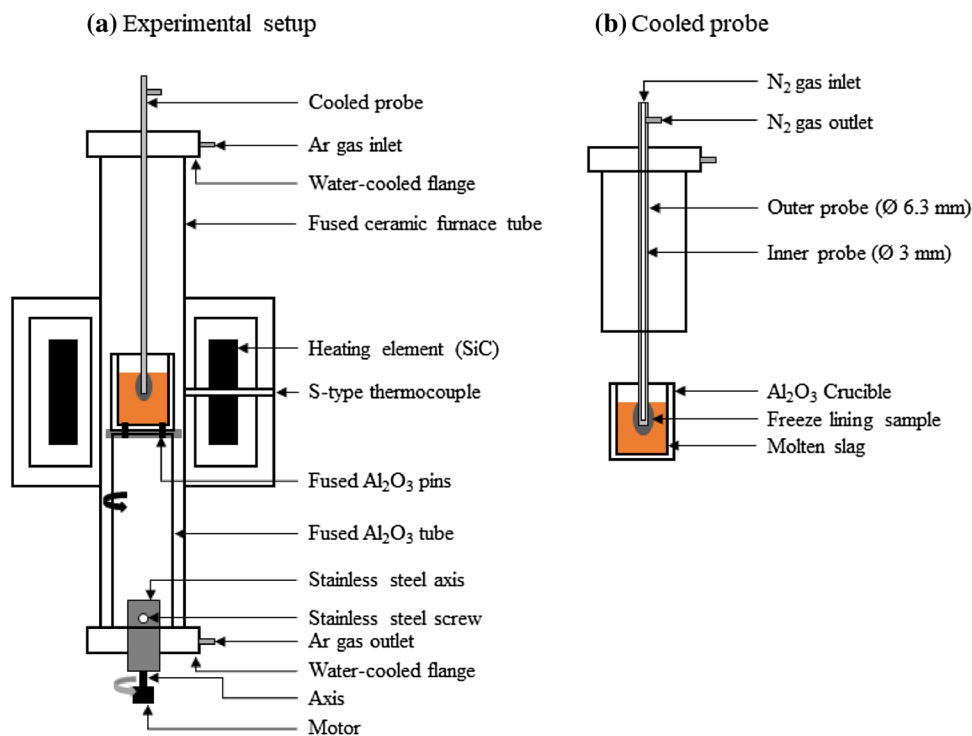 (a) Experimental setup
Cooled probe
Ar gas inlet
Water-cooled flange
Fused ceramic furnace tube
Heating element (SiC)
S-type thermocouple
Fused Al₂O₃ pins
Fused Al₂O₃ tube
Stainless steel axis
Stainless steel screw
Ar gas outlet
Water-cooled flange
Axis
Motor
(b) Cooled probe
N₂ gas inlet
N₂ gas outlet
Outer probe (Ø 6.3 mm)
Inner probe (Ø 3 mm)
Al₂O₃ Crucible
Freeze lining sample
Molten slag